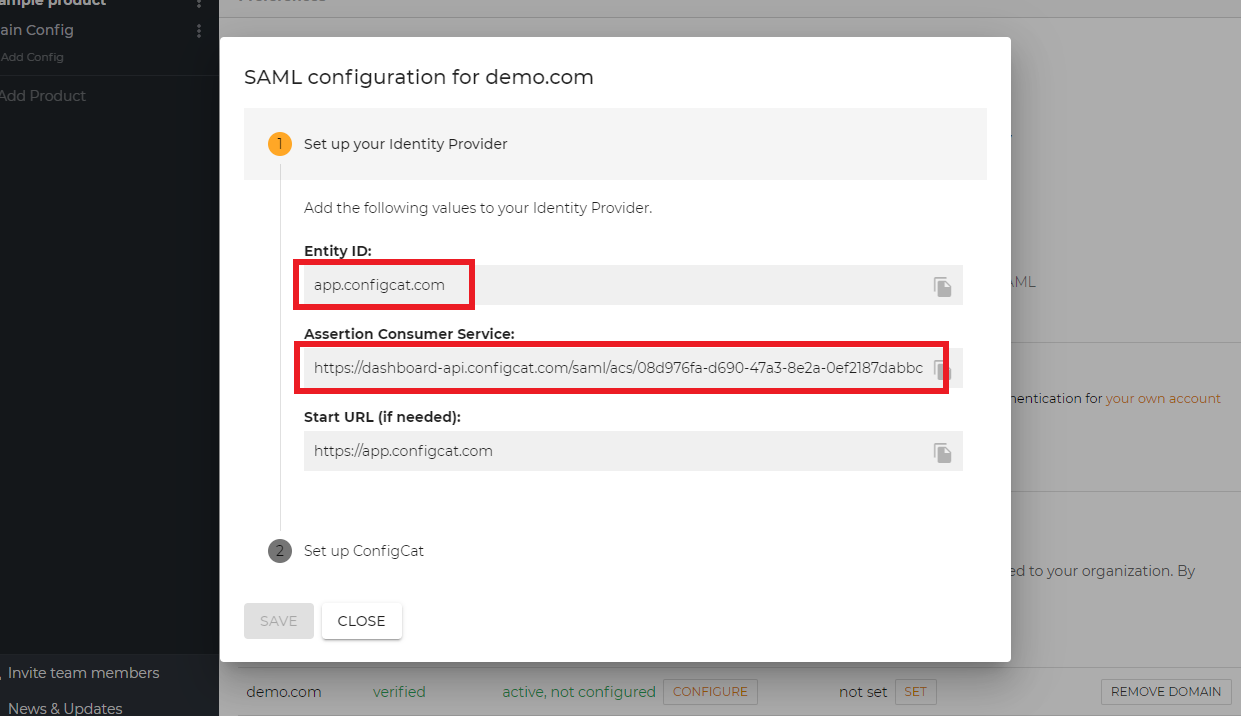 product
ain Config
Add Config
Add Product
Preferences
SAML configuration for demo.com
1 Set up your Identity Provider
Add the following values to your Identity Provider.
Entity ID:
app.configcat.com
Assertion Consumer Service:
https://dashboard-api.configcat.com/saml/acs/08d976fa-d690-47a3-8e2a-0ef2187dabbc
Start URL (if needed):
https://app.configcat.com
2 Set up ConfigCat
SAVE CLOSE
AML
hentication for your own account
ed to your organization. By
Invite team members
News & Updates
demo.com verified active, not configured CONFIGURE not set SET REMOVE DOMAIN